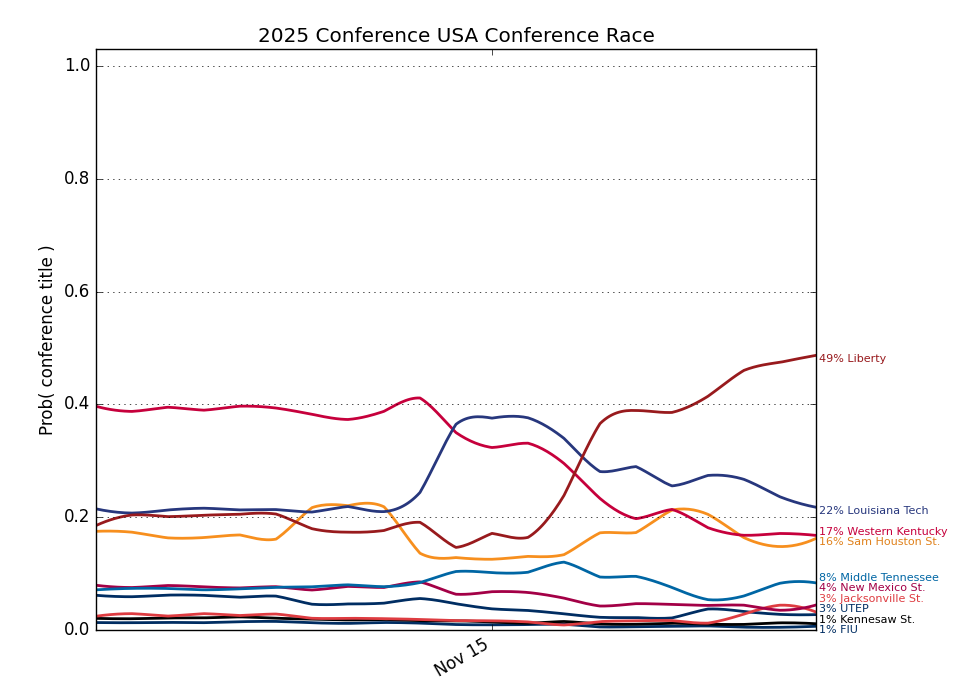 2025 Conference USA Conference Race
Prob( conference title )
1.0
0.8
0.6
0.4
0.2
0.0
Nov 15
49% Liberty
22% Louisiana Tech
17% Western Kentucky
16% Sam Houston St.
8% Middle Tennessee
4% New Mexico St.
3% Jacksonville St.
3% UTEP
1% Kennesaw St.
1% FIU